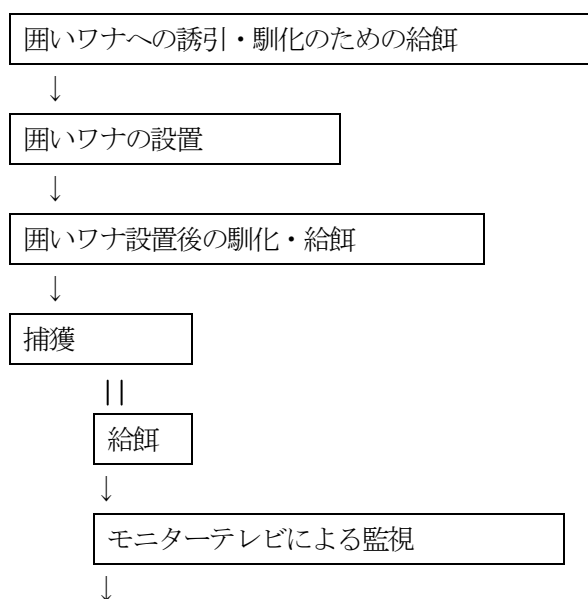 囲いワナへの誘引・馴化のための給餌
↓
囲いワナの設置
↓
囲いワナ設置後の馴化・給餌
↓
捕獲
||
給餌
↓
モニターテレビによる監視
↓